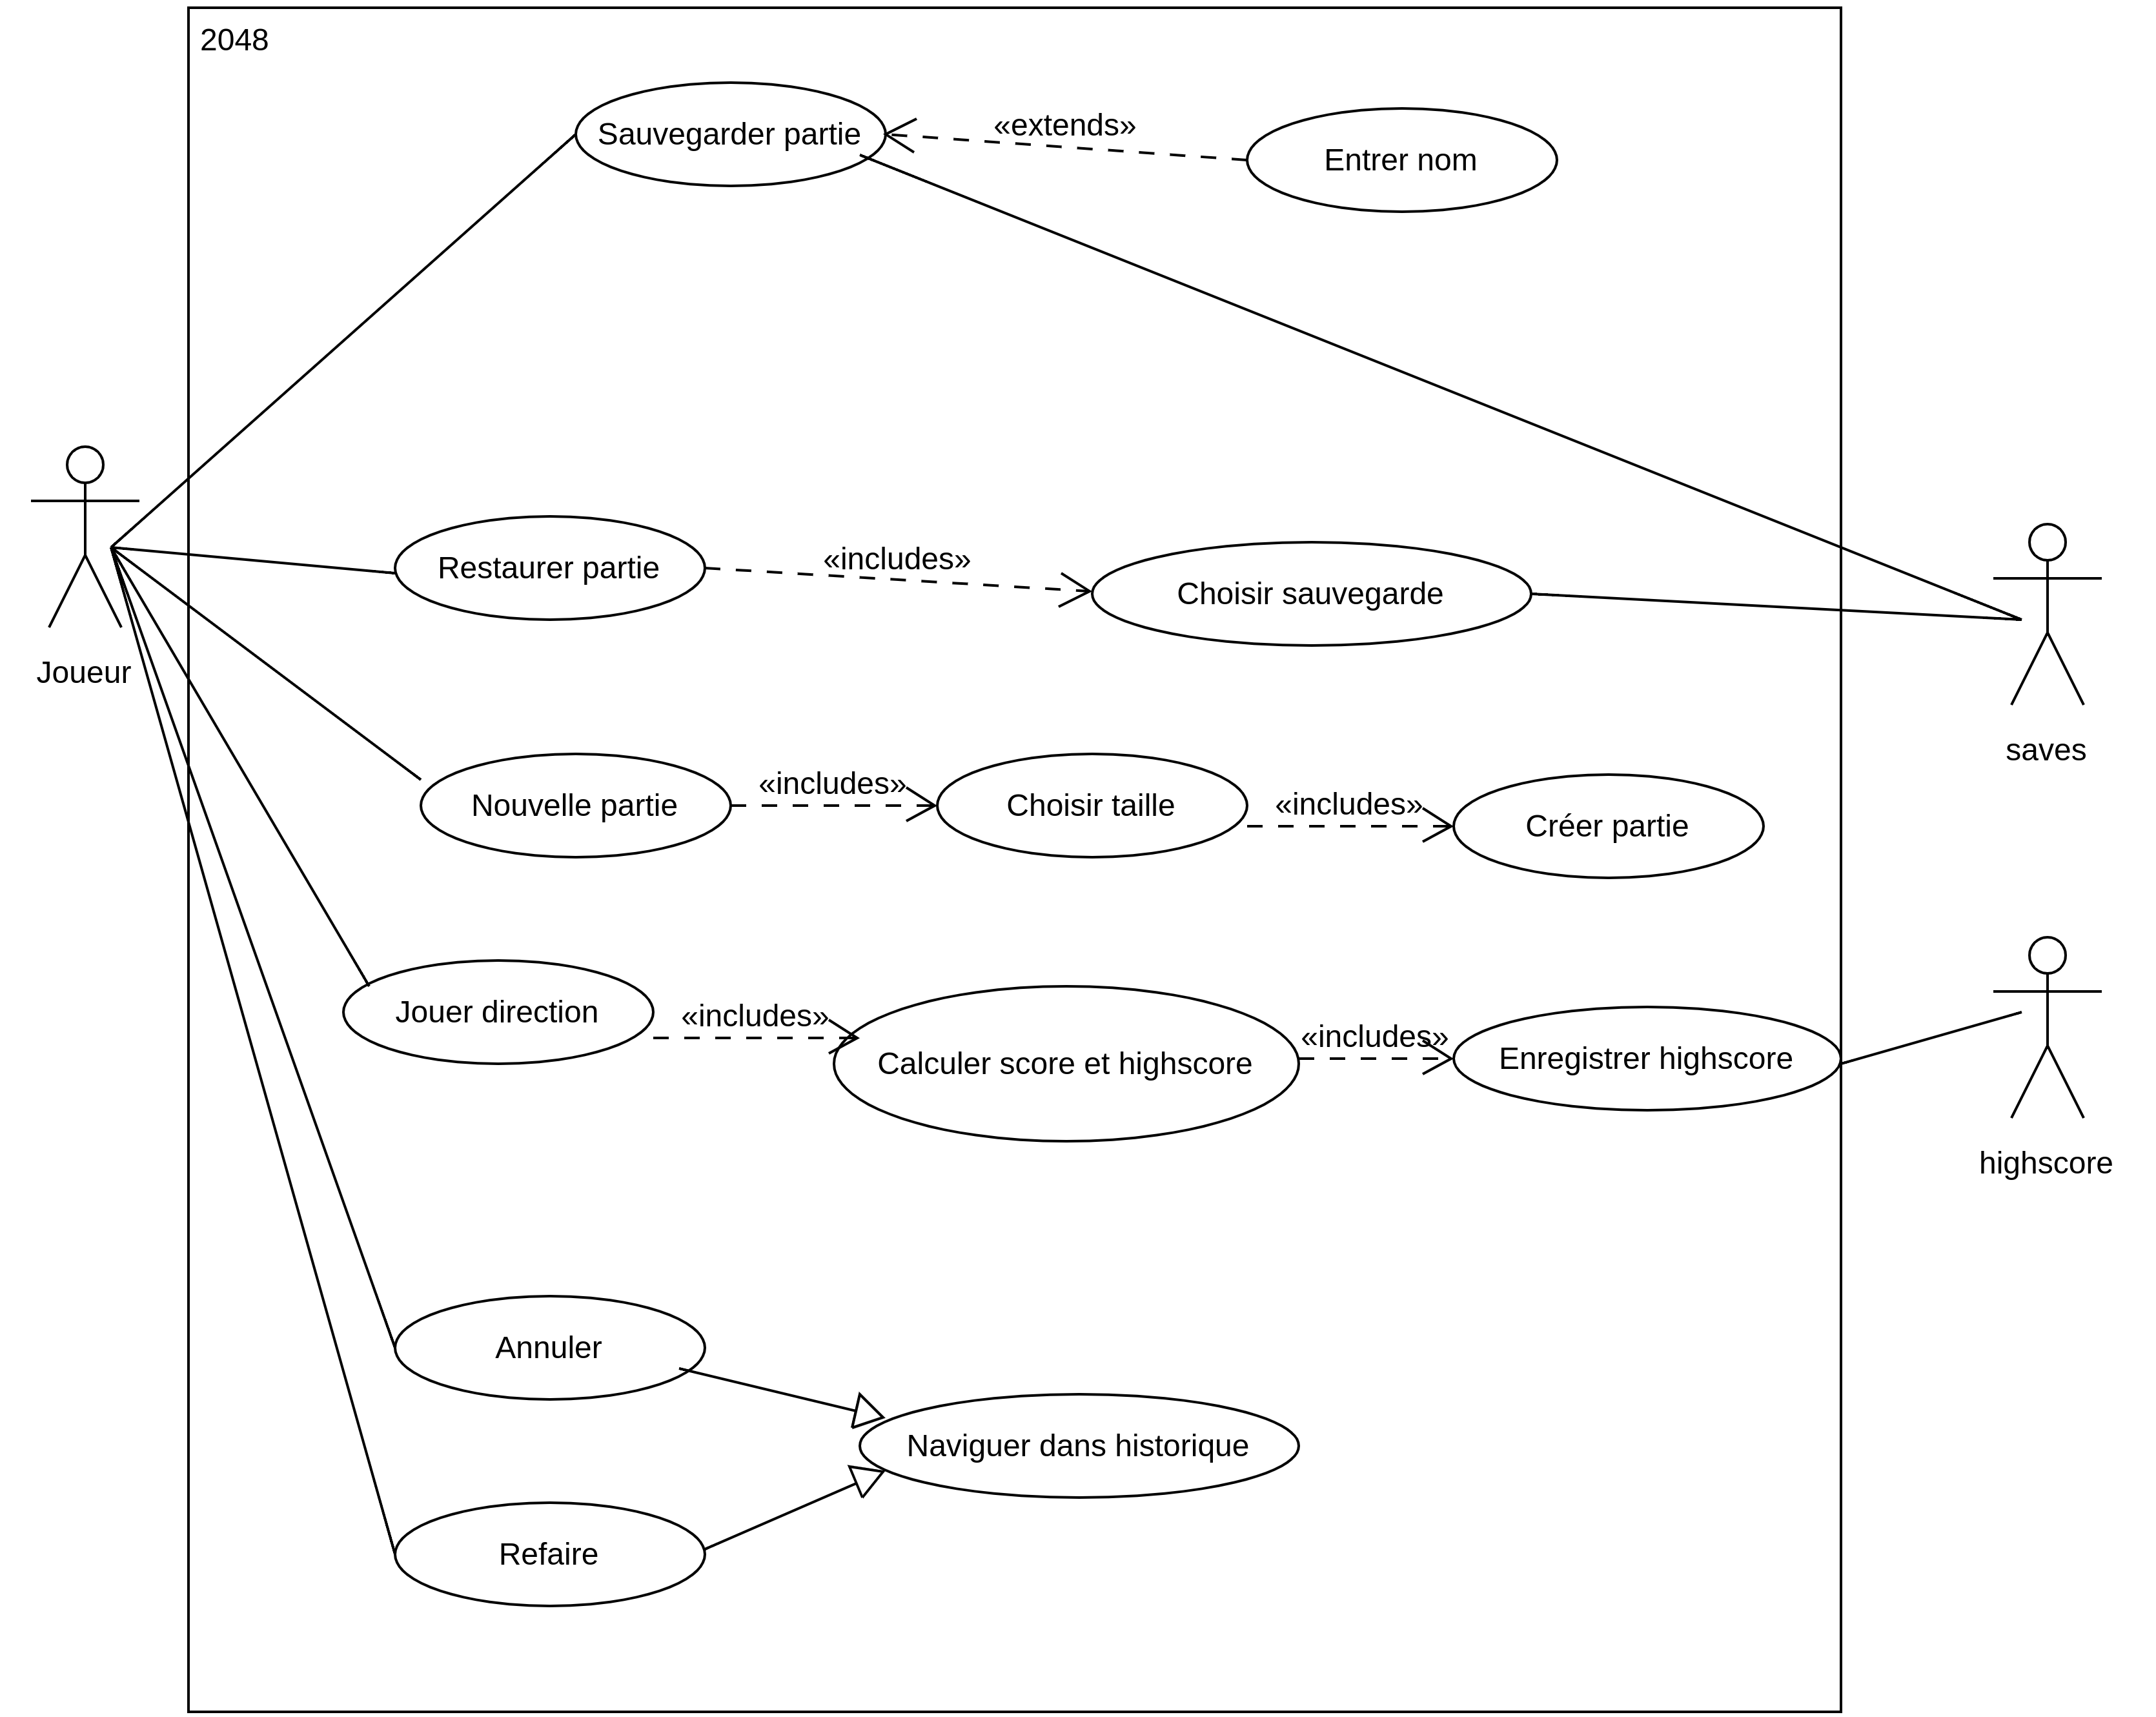 2048
Sauvegarder partie
«extends»
Entrer nom
Joueur
Restaurer partie
«includes»
Choisir sauvegarde
saves
Nouvelle partie
«includes»
Choisir taille
«includes»
Créer partie
Jouer direction
«includes»
Calculer score et highscore
«includes»
Enregistrer highscore
highscore
Annuler
Naviguer dans historique
Refaire